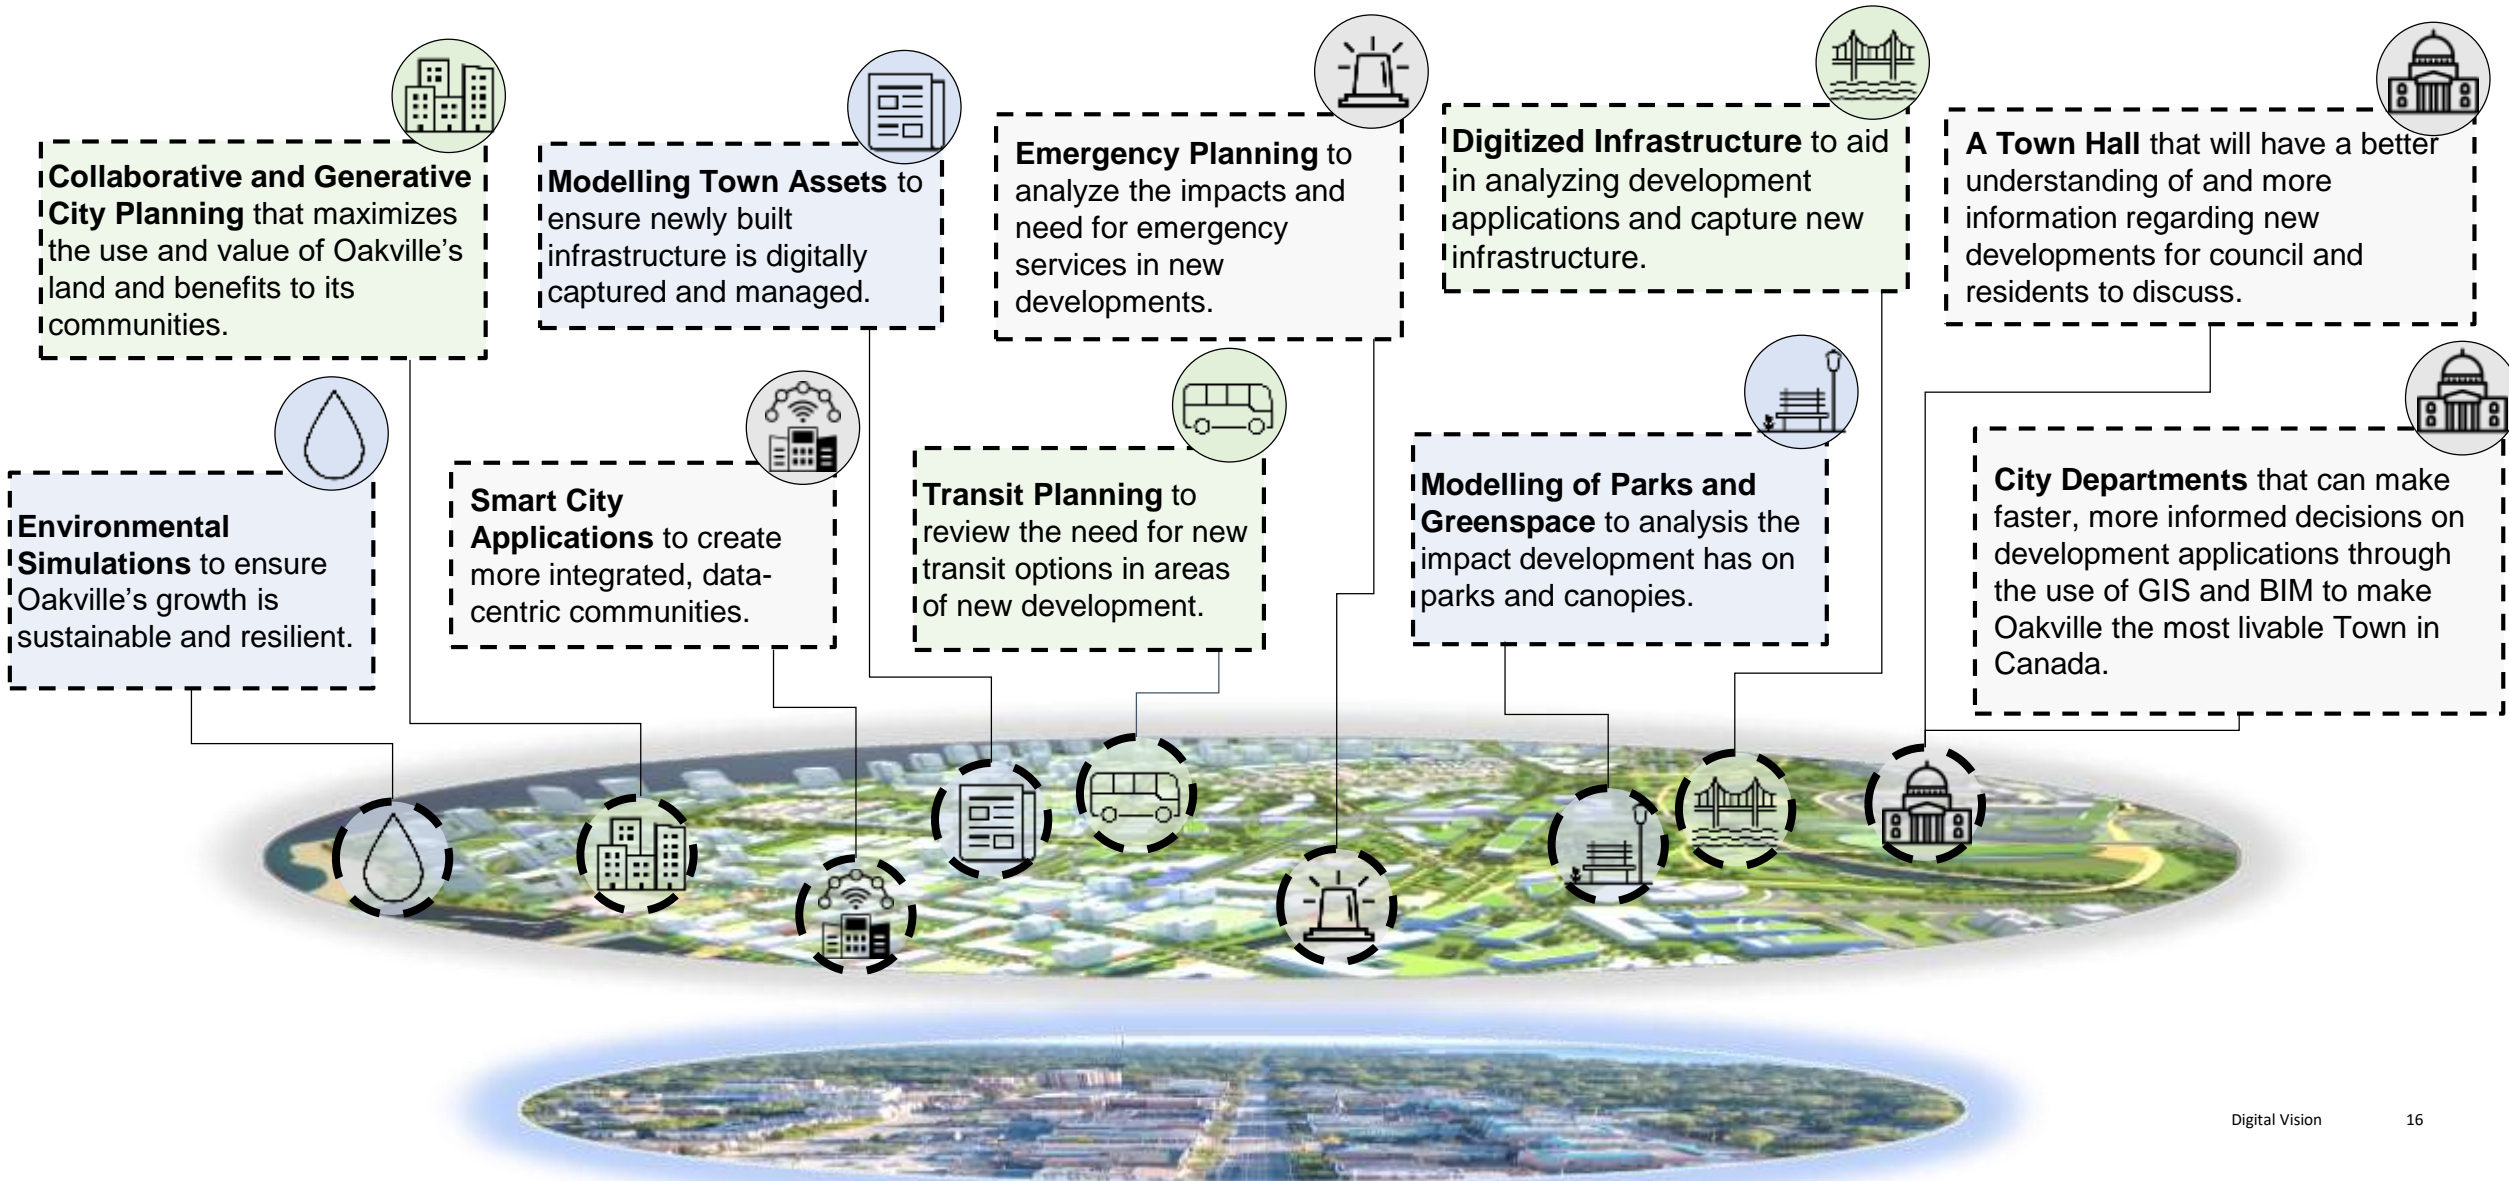 Collaborative and Generative
City Planning that maximizes
the use and value of Oakville’s
land and benefits to its
communities.
Modelling Town Assets to
ensure newly built
infrastructure is digitally
captured and managed.
Emergency Planning to
analyze the impacts and
need for emergency
services in new
developments.
Digitized Infrastructure to aid
in analyzing development
applications and capture new
infrastructure.
A Town Hall that will have a better
understanding of and more
information regarding new
developments for council and
residents to discuss.
Environmental
Simulations to ensure
Oakville’s growth is
sustainable and resilient.
Smart City
Applications to create
more integrated, data-
centric communities.
Transit Planning to
review the need for new
transit options in areas
of new development.
Modelling of Parks and
Greenspace to analysis the
impact development has on
parks and canopies.
City Departments that can make
faster, more informed decisions on
development applications through
the use of GIS and BIM to make
Oakville the most livable Town in
Canada.
Digital Vision 16